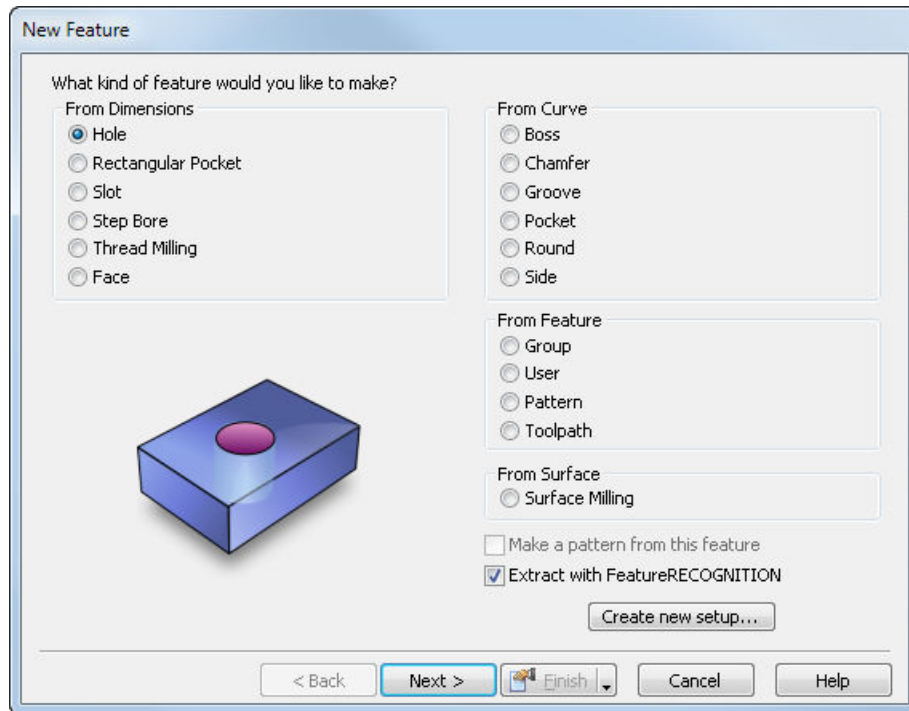 New Feature
What kind of feature would you like to make?
From Dimensions
Hole
Rectangular Pocket
Slot
Step Bore
Thread Milling
Face
From Curve
Boss
Chamfer
Groove
Pocket
Round
Side
From Feature
Group
User
Pattern
Toolpath
From Surface
Surface Milling
Make a pattern from this feature
Extract with FeatureRECOGNITION
Create new setup...
< Back
Next >
Finish
Cancel
Help